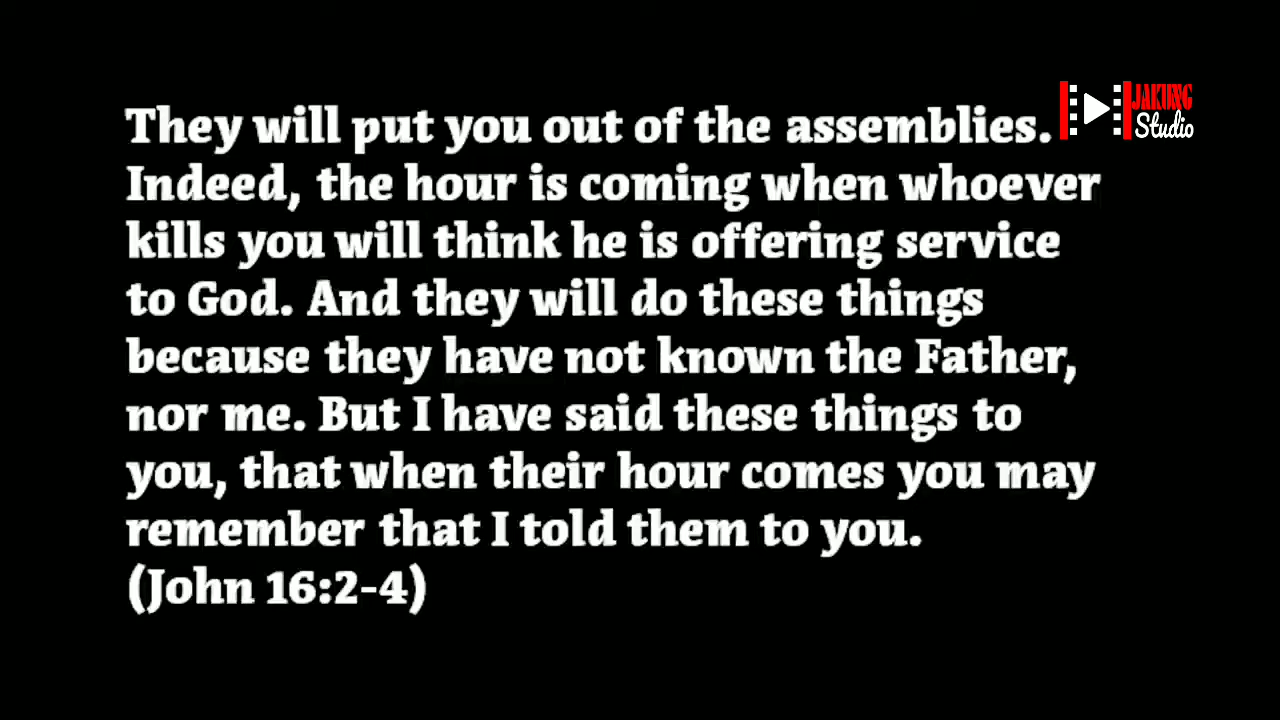 They will put you out of the assemblies.
Indeed, the hour is coming when whoever
kills you will think he is offering service
to God. And they will do these things
because they have not known the Father,
nor me. But I have said these things to
you, that when their hour comes you may
remember that I told them to you.
(John 16:2-4)
Studio